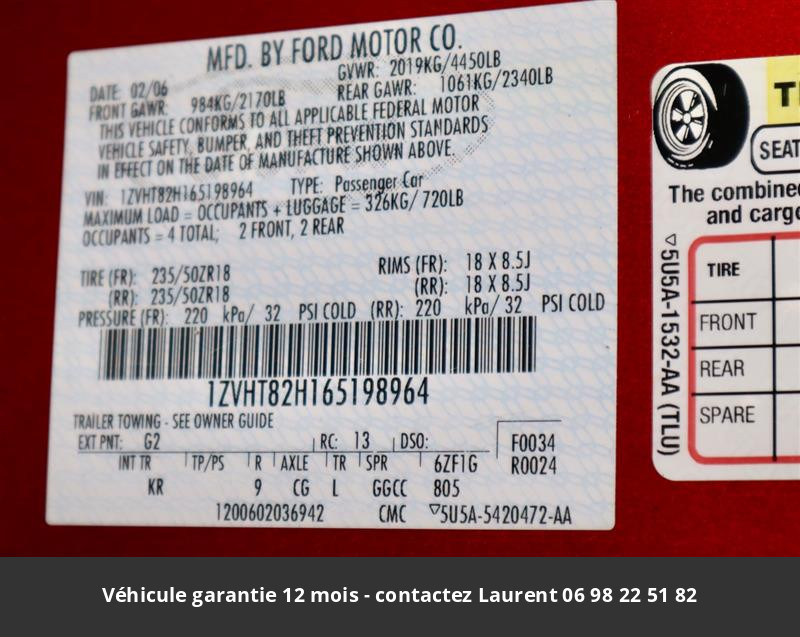 MFD. BY FORD MOTOR CO.
DATE: 02/06 GVWR: 2019KG/4450LB
FRONT GAWR: 984KG/2170LB REAR GAWR: 1061KG/2340LB
THIS VEHICLE CONFORMS TO ALL APPLICABLE FEDERAL MOTOR
VEHICLE SAFETY, BUMPER, AND THEFT PREVENTION STANDARDS
IN EFFECT ON THE DATE OF MANUFACTURE SHOWN ABOVE.
VIN: 1ZVHT82H165198964 TYPE: Passenger Car
MAXIMUM LOAD = OCCUPANTS + LUGGAGE = 326KG/ 720LB
OCCUPANTS = 4 TOTAL; 2 FRONT, 2 REAR
TIRE (FR): 235/50ZR18 RIMS (FR): 18 X 8.5J
(RR): 235/50ZR18 (RR): 18 X 8.5J
PRESSURE (FR): 220 kPa/ 32 PSI COLD (RR): 220 kPa/ 32 PSI COLD
1ZVHT82H165198964
TRAILER TOWING - SEE OWNER GUIDE
EXT PNT: G2 RC: 13 DSO: F0034
INT TR TP/PS R AXLE TR SPR 6ZF1G R0024
KR 9 CG L GGCC 805
1200602036942 CMC ▽5U5A-5420472-AA
SEAT
The combined
and cargo
▽5U5A-1532-AA (TLU)
TIRE
FRONT
REAR
SPARE
Véhicule garantie 12 mois - contactez Laurent 06 98 22 51 82